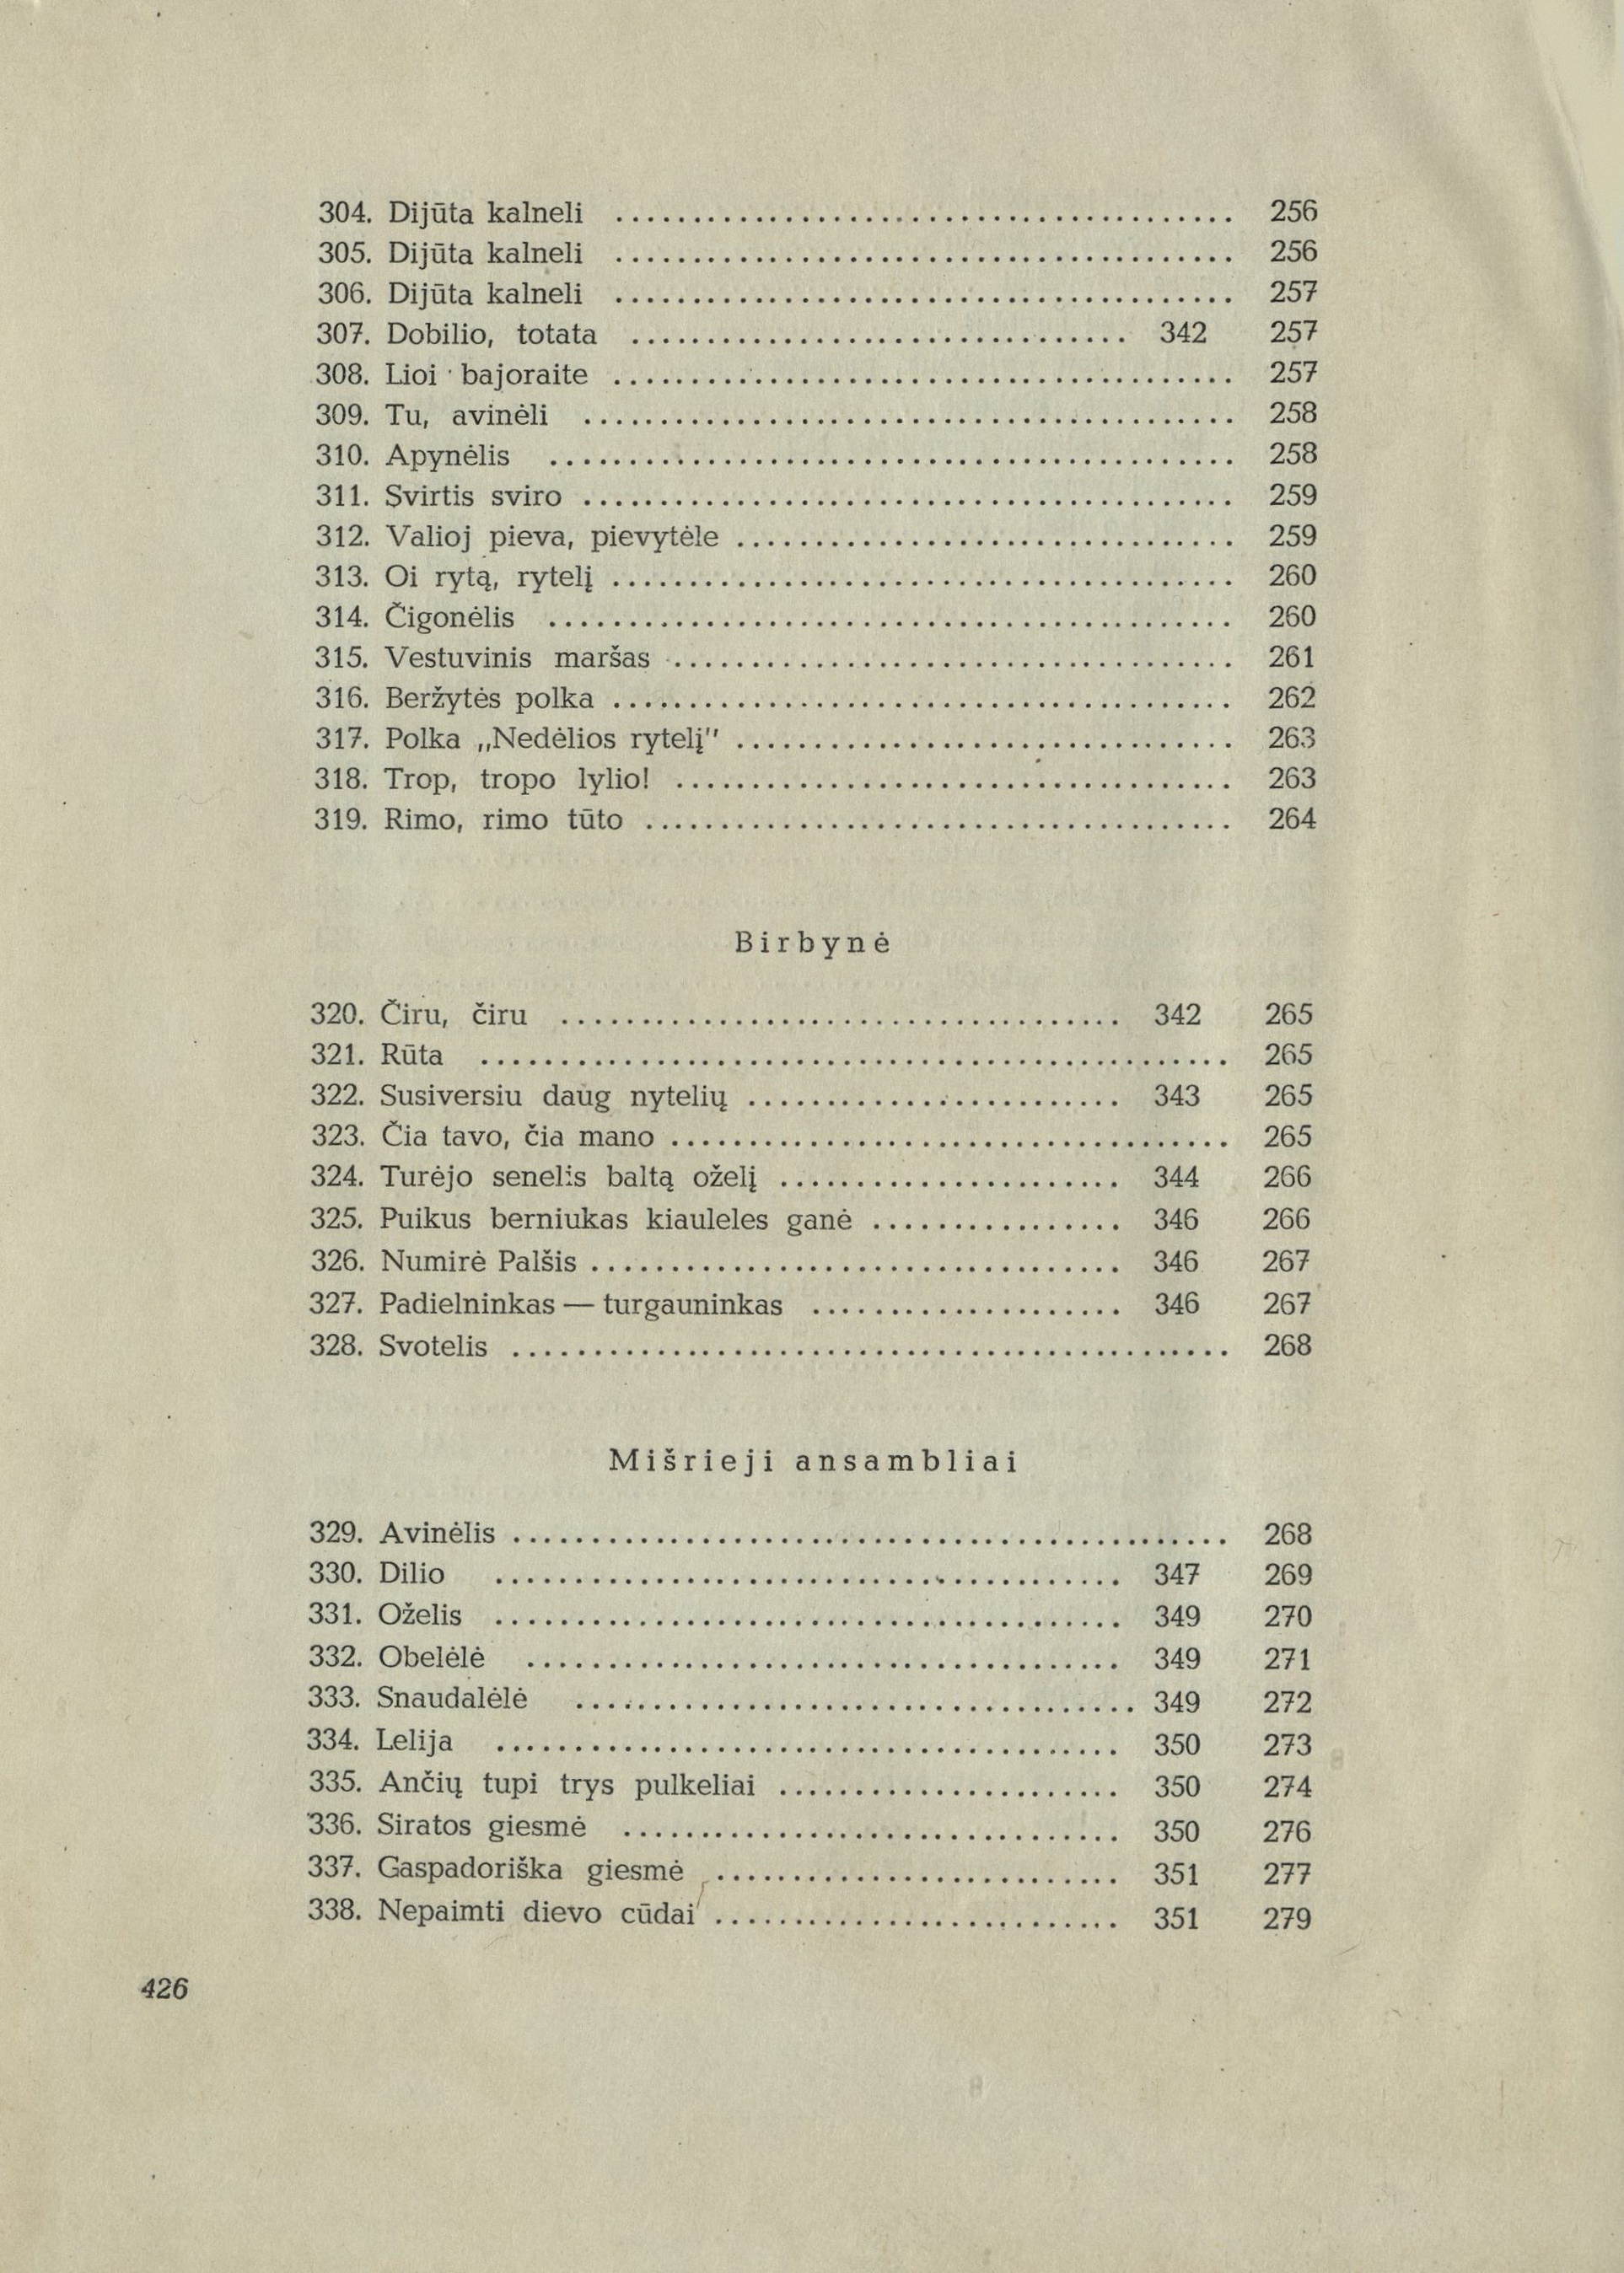 304. Dijūta kalneli ........................................ 256
305. Dijūta kalneli ........................................ 256
306. Dijūta kalneli ........................................ 257
307. Dobilio, totata ................................ 342 257
308. Lioi bajoraite ........................................ 257
309. Tu, avinėli .......................................... 258
310. Apynėlis ............................................ 258
311. Svirtis sviro .......................................... 259
312. Valioj pieva, pievytėle ................................ 259
313. Oi rytą, rytelį ........................................ 260
314. Čigonėlis ............................................ 260
315. Vestuvinis maršas .................................... 261
316. Beržytės polka ........................................ 262
317. Polka „Nedėlios rytelį" ................................ 263
318. Trop, tropo lylio! .................................... 263
319. Rimo, rimo tūto ...................................... 264
Birbynė
320. Čiru, čiru .................................... 342 265
321. Rūta ................................................ 265
322. Susiversiu daug nytelių ........................ 343 265
323. Čia tavo, čia mano .................................... 265
324. Turėjo senelis baltą oželį ...................... 344 266
325. Puikus berniukas kiauleles ganė ................ 346 266
326. Numirė Palšis .................................. 346 267
327. Padielninkas — turgauninkas .................... 346 267
328. Svotelis .............................................. 268
Mišrieji ansambliai
329. Avinėlis .............................................. 268
330. Dilio ........................................ 347 269
331. Oželis ........................................ 349 270
332. Obelėlė ...................................... 349 271
333. Snaudalėlė .................................... 349 272
334. Lelija ........................................ 350 273
335. Ančių tupi trys pulkeliai ...................... 350 274
336. Siratos giesmė ................................ 350 276
337. Gaspadoriška giesmė .......................... 351 277
338. Nepaimti dievo cūdai .......................... 351 279
426